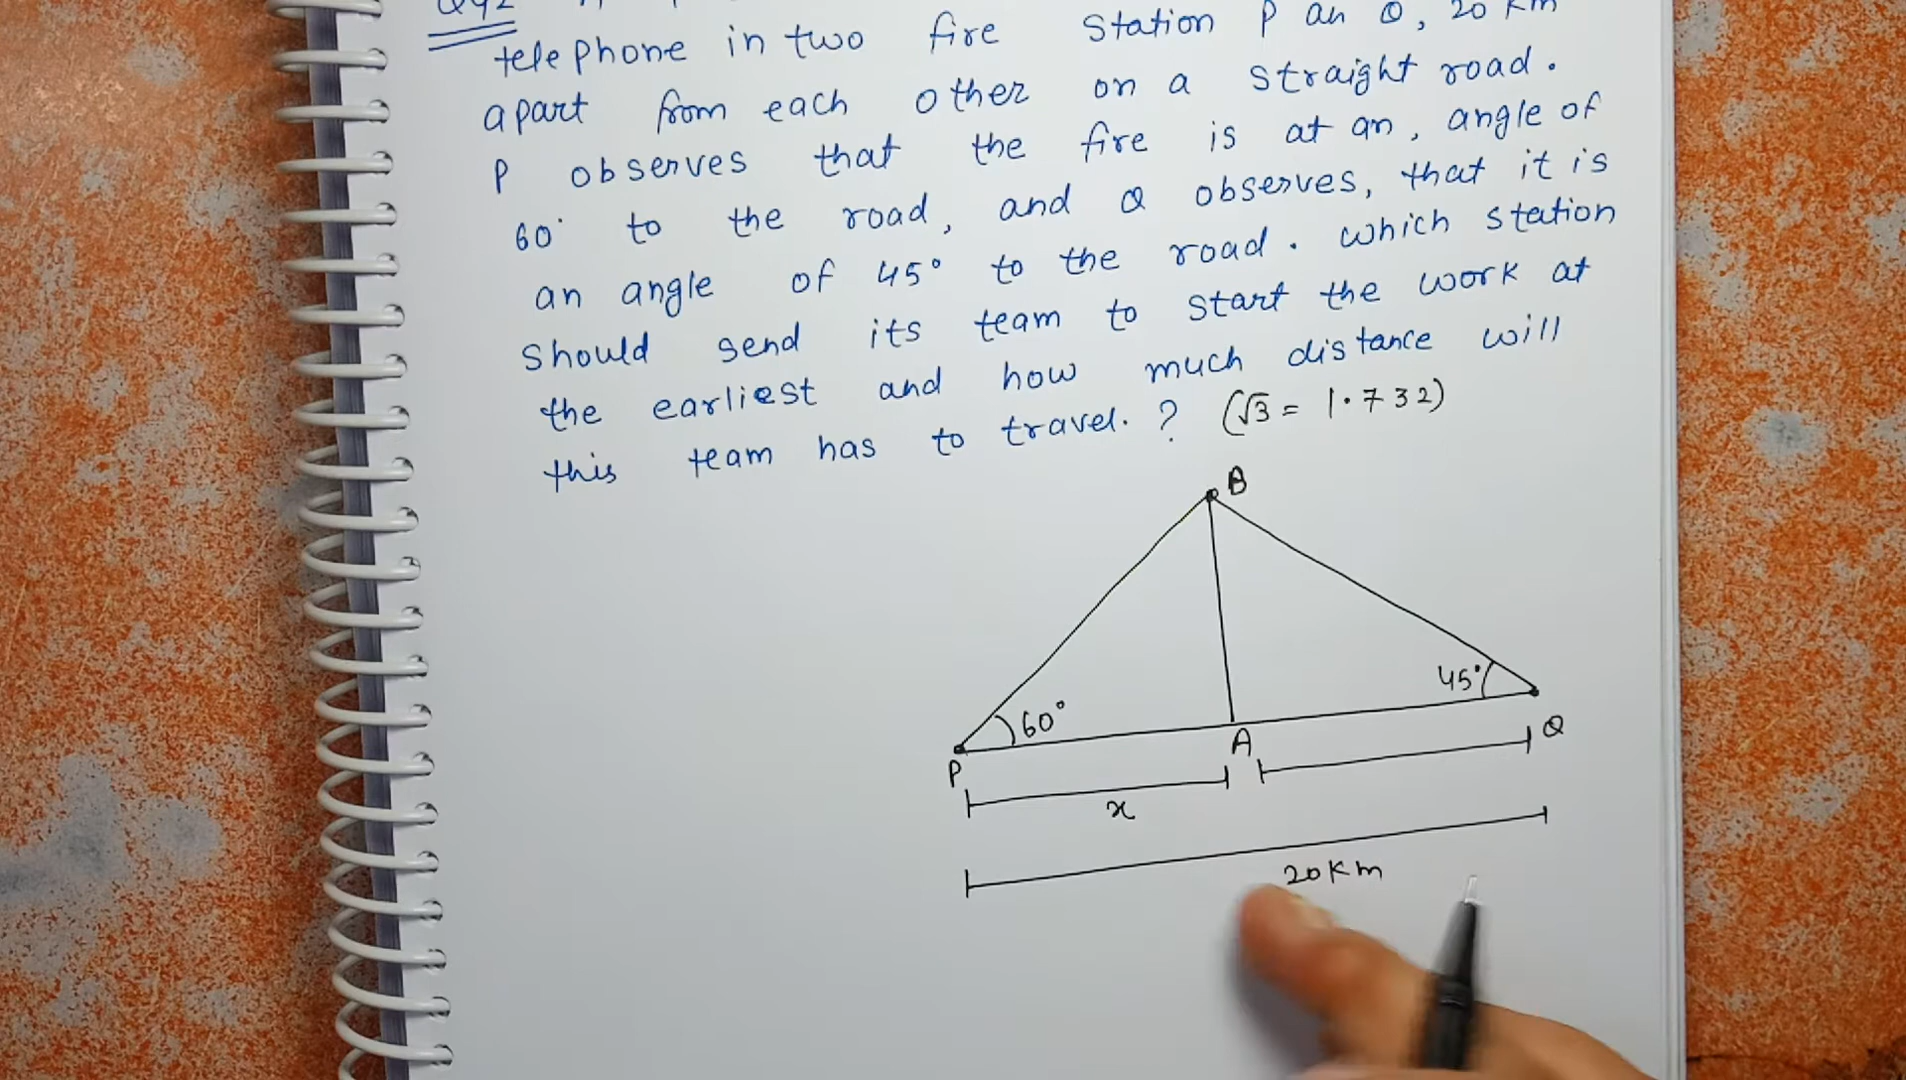 telephone in two fire station P an Q, 20 Km
apart from each other on a straight road.
P observes that the fire is at an, angle of
60° to the road, and Q observes, that it is
an angle of 45° to the road. which station
should send its team to start the work at
the earliest and how much distance will
this team has to travel. ? (√3 = 1.732)
B
60°
45°
P
A
Q
x
20 Km